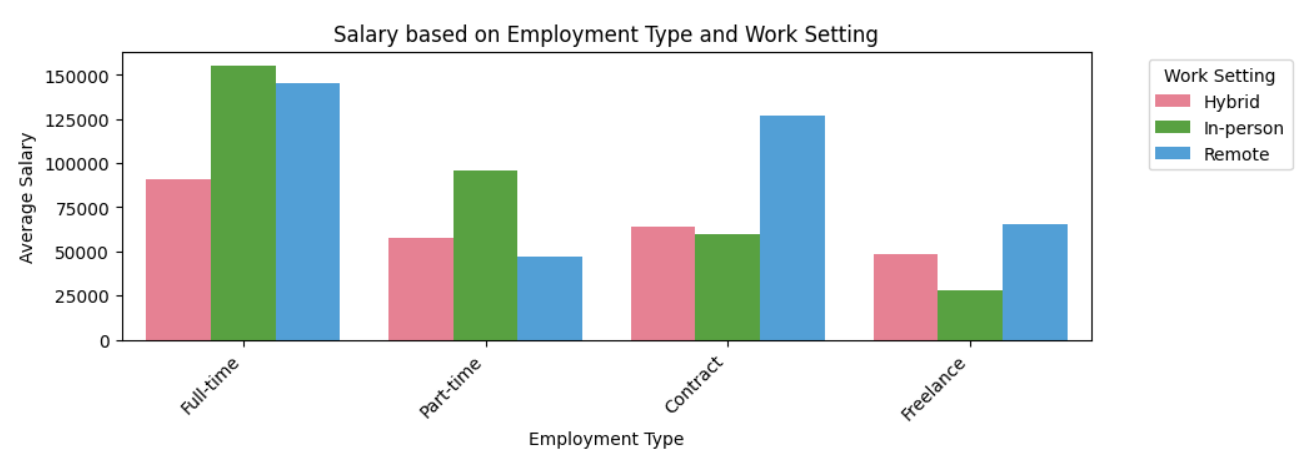 Salary based on Employment Type and Work Setting
Work Setting
Hybrid
In-person
Remote
Average Salary
150000
125000
100000
75000
50000
25000
0
Full-time
Part-time
Contract
Freelance
Employment Type